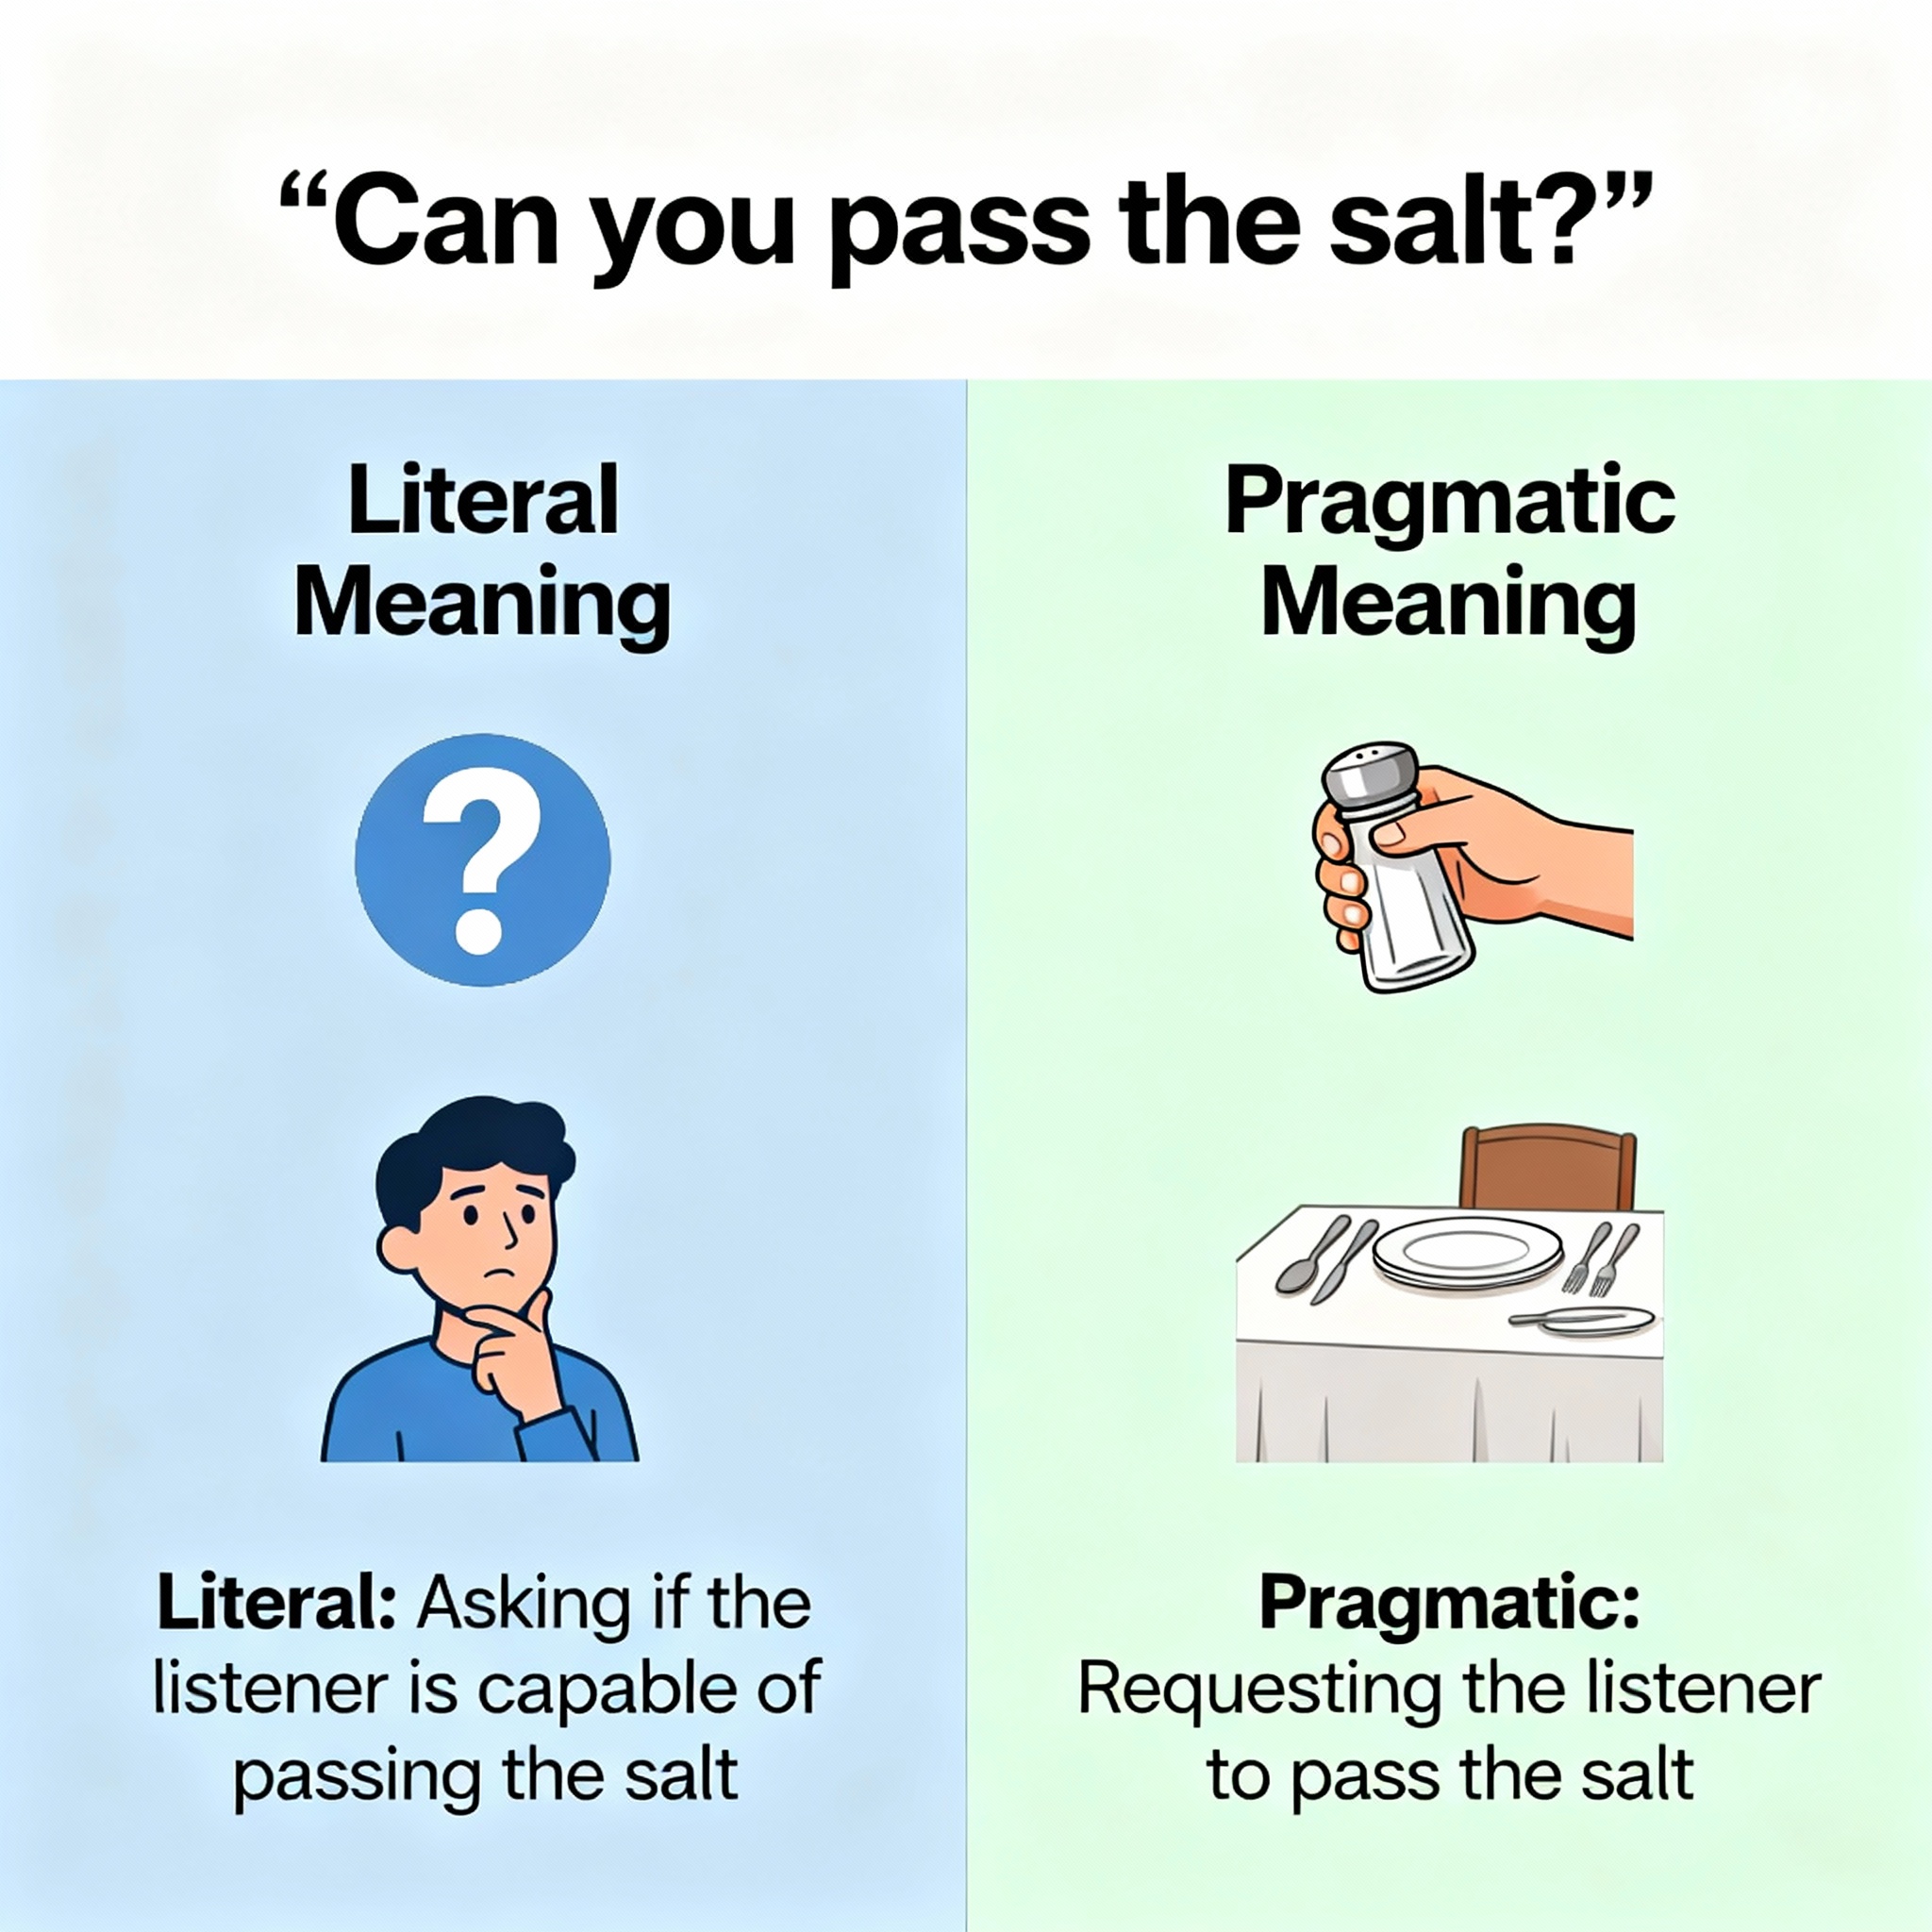 “Can you pass the salt?”
Literal
Meaning
?
Literal: Asking if the
listener is capable of
passing the salt
Pragmatic
Meaning
Pragmatic:
Requesting the listener
to pass the salt